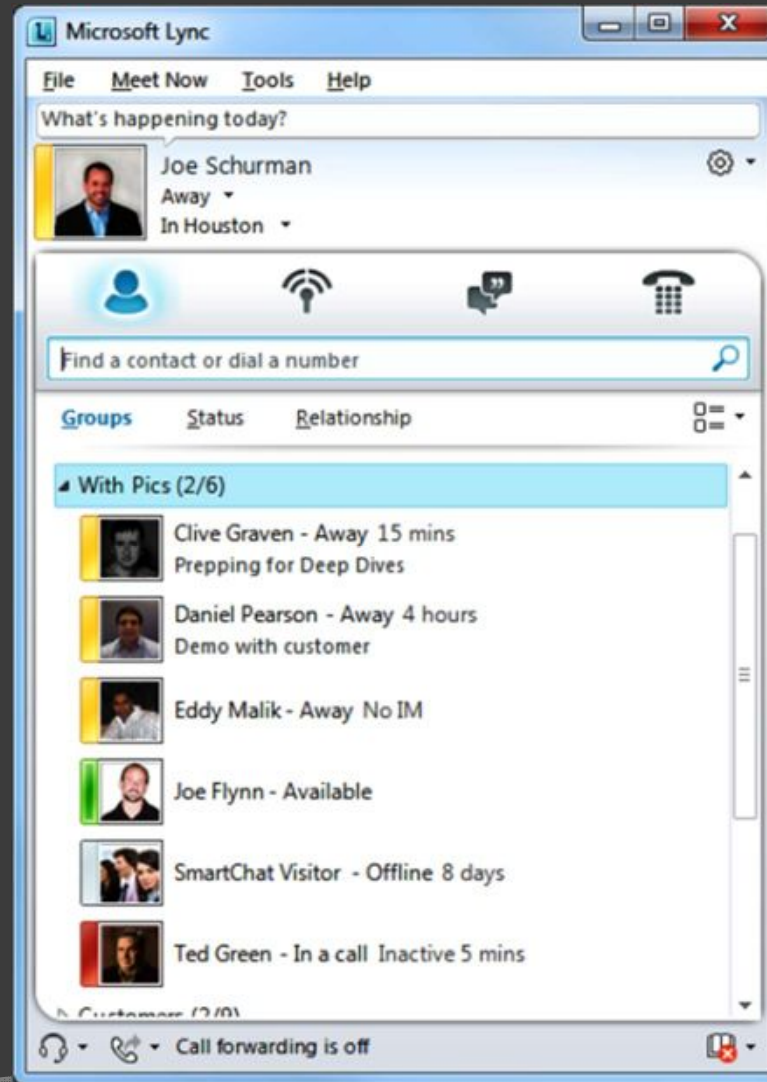 Microsoft Lync
File Meet Now Tools Help
What's happening today?
Joe Schurman
Away
In Houston
Find a contact or dial a number
Groups Status Relationship
With Pics (2/6)
Clive Graven - Away 15 mins
Prepping for Deep Dives
Daniel Pearson - Away 4 hours
Demo with customer
Eddy Malik - Away No IM
Joe Flynn - Available
SmartChat Visitor - Offline 8 days
Ted Green - In a call Inactive 5 mins
Customers (2/9)
Call forwarding is off